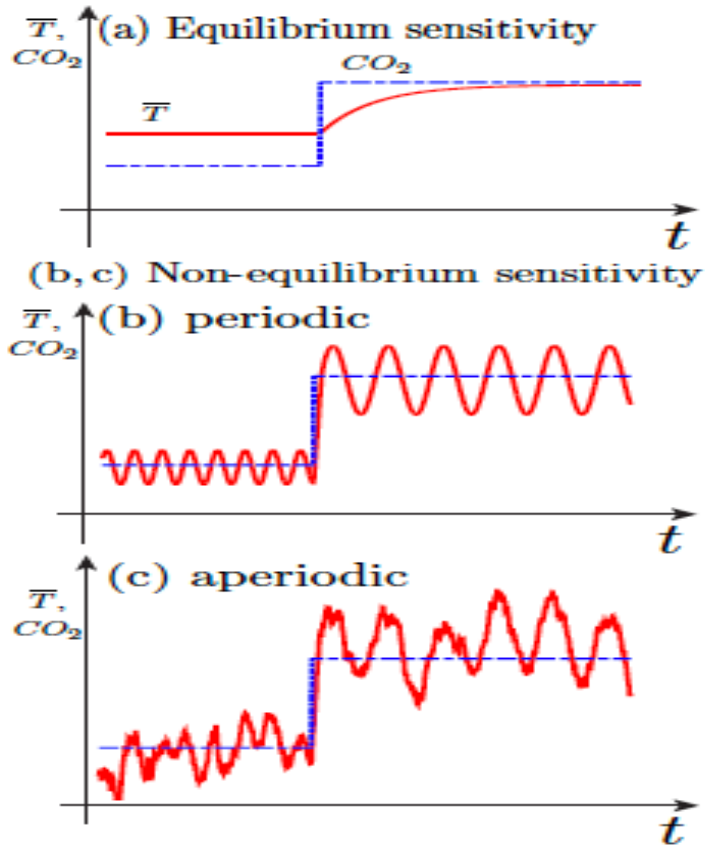 T̅, (a) Equilibrium sensitivity
CO₂
CO₂
T̅
t
(b, c) Non-equilibrium sensitivity
T̅, (b) periodic
CO₂
t
(c) aperiodic
T̅,
CO₂
t